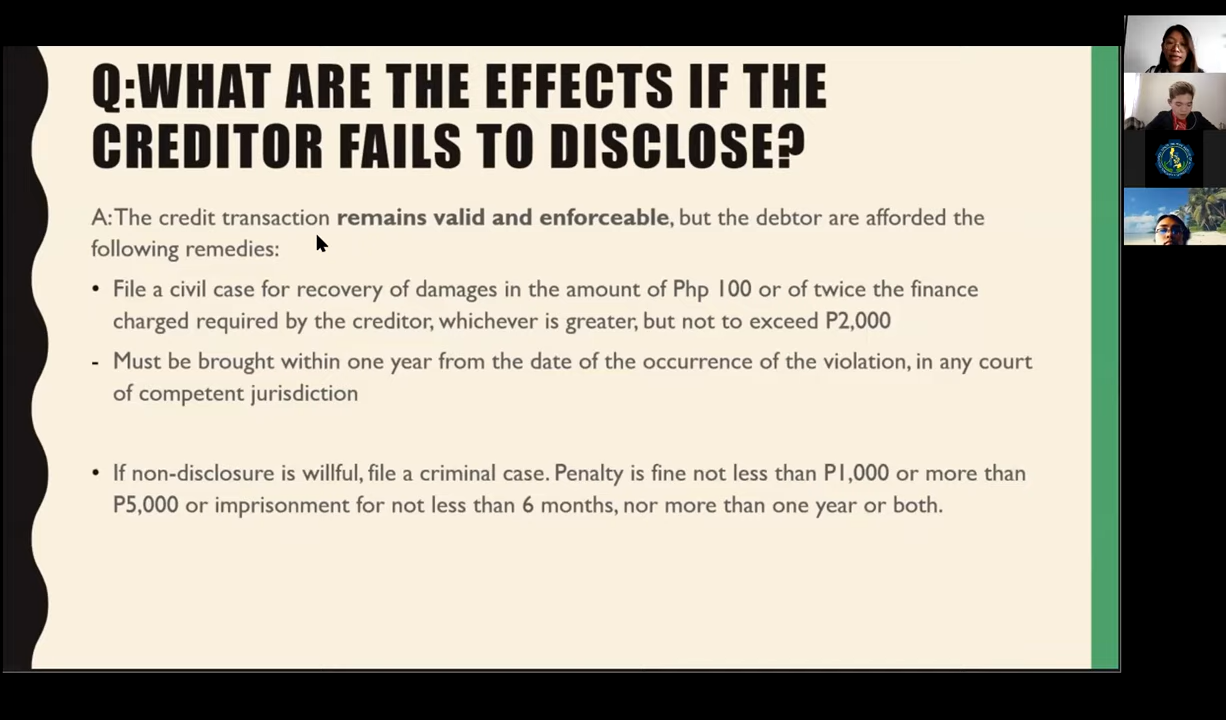 Q:WHAT ARE THE EFFECTS IF THE
CREDITOR FAILS TO DISCLOSE?
A:The credit transaction remains valid and enforceable, but the debtor are afforded the
following remedies:
• File a civil case for recovery of damages in the amount of Php 100 or of twice the finance
charged required by the creditor, whichever is greater, but not to exceed P2,000
- Must be brought within one year from the date of the occurrence of the violation, in any court
of competent jurisdiction
• If non-disclosure is willful, file a criminal case. Penalty is fine not less than P1,000 or more than
P5,000 or imprisonment for not less than 6 months, nor more than one year or both.